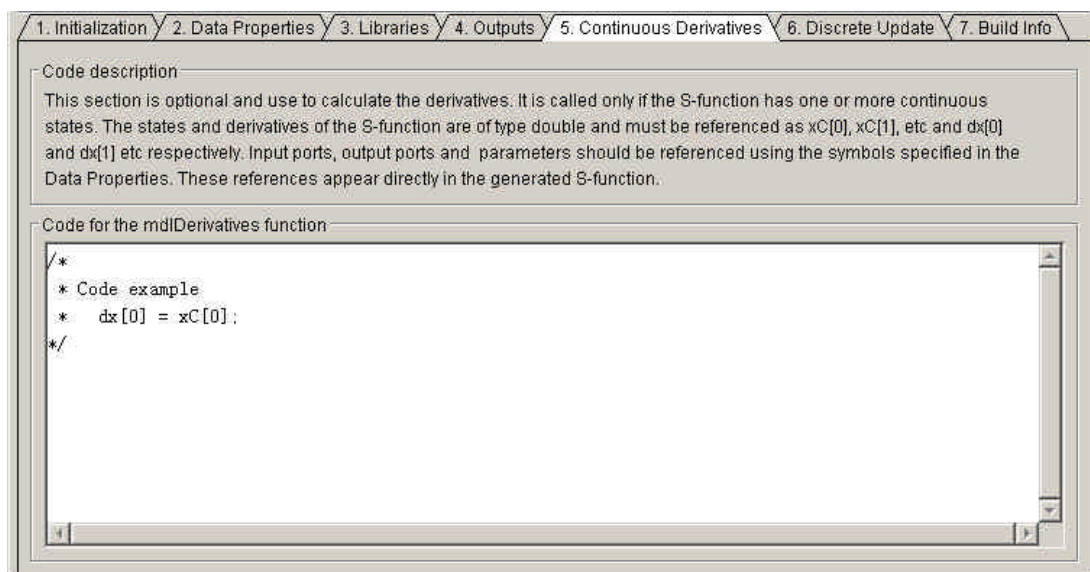 1. Initialization 2. Data Properties 3. Libraries 4. Outputs 5. Continuous Derivatives 6. Discrete Update 7. Build Info
Code description
This section is optional and use to calculate the derivatives. It is called only if the S-function has one or more continuous
states. The states and derivatives of the S-function are of type double and must be referenced as xC[0], xC[1], etc and dx[0]
and dx[1] etc respectively. Input ports, output ports and parameters should be referenced using the symbols specified in the
Data Properties. These references appear directly in the generated S-function.
Code for the mdlDerivatives function
/*
* Code example
* dx[0] = xC[0];
*/